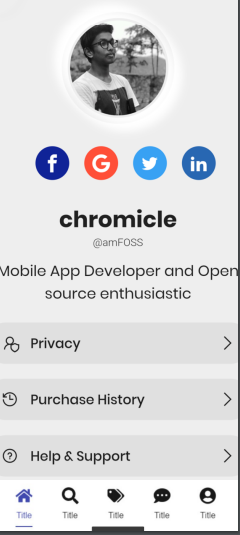 chromicle
@amFOSS
Mobile App Developer and Open
source enthusiastic
Privacy
Purchase History
Help & Support
Title Title Title Title Title